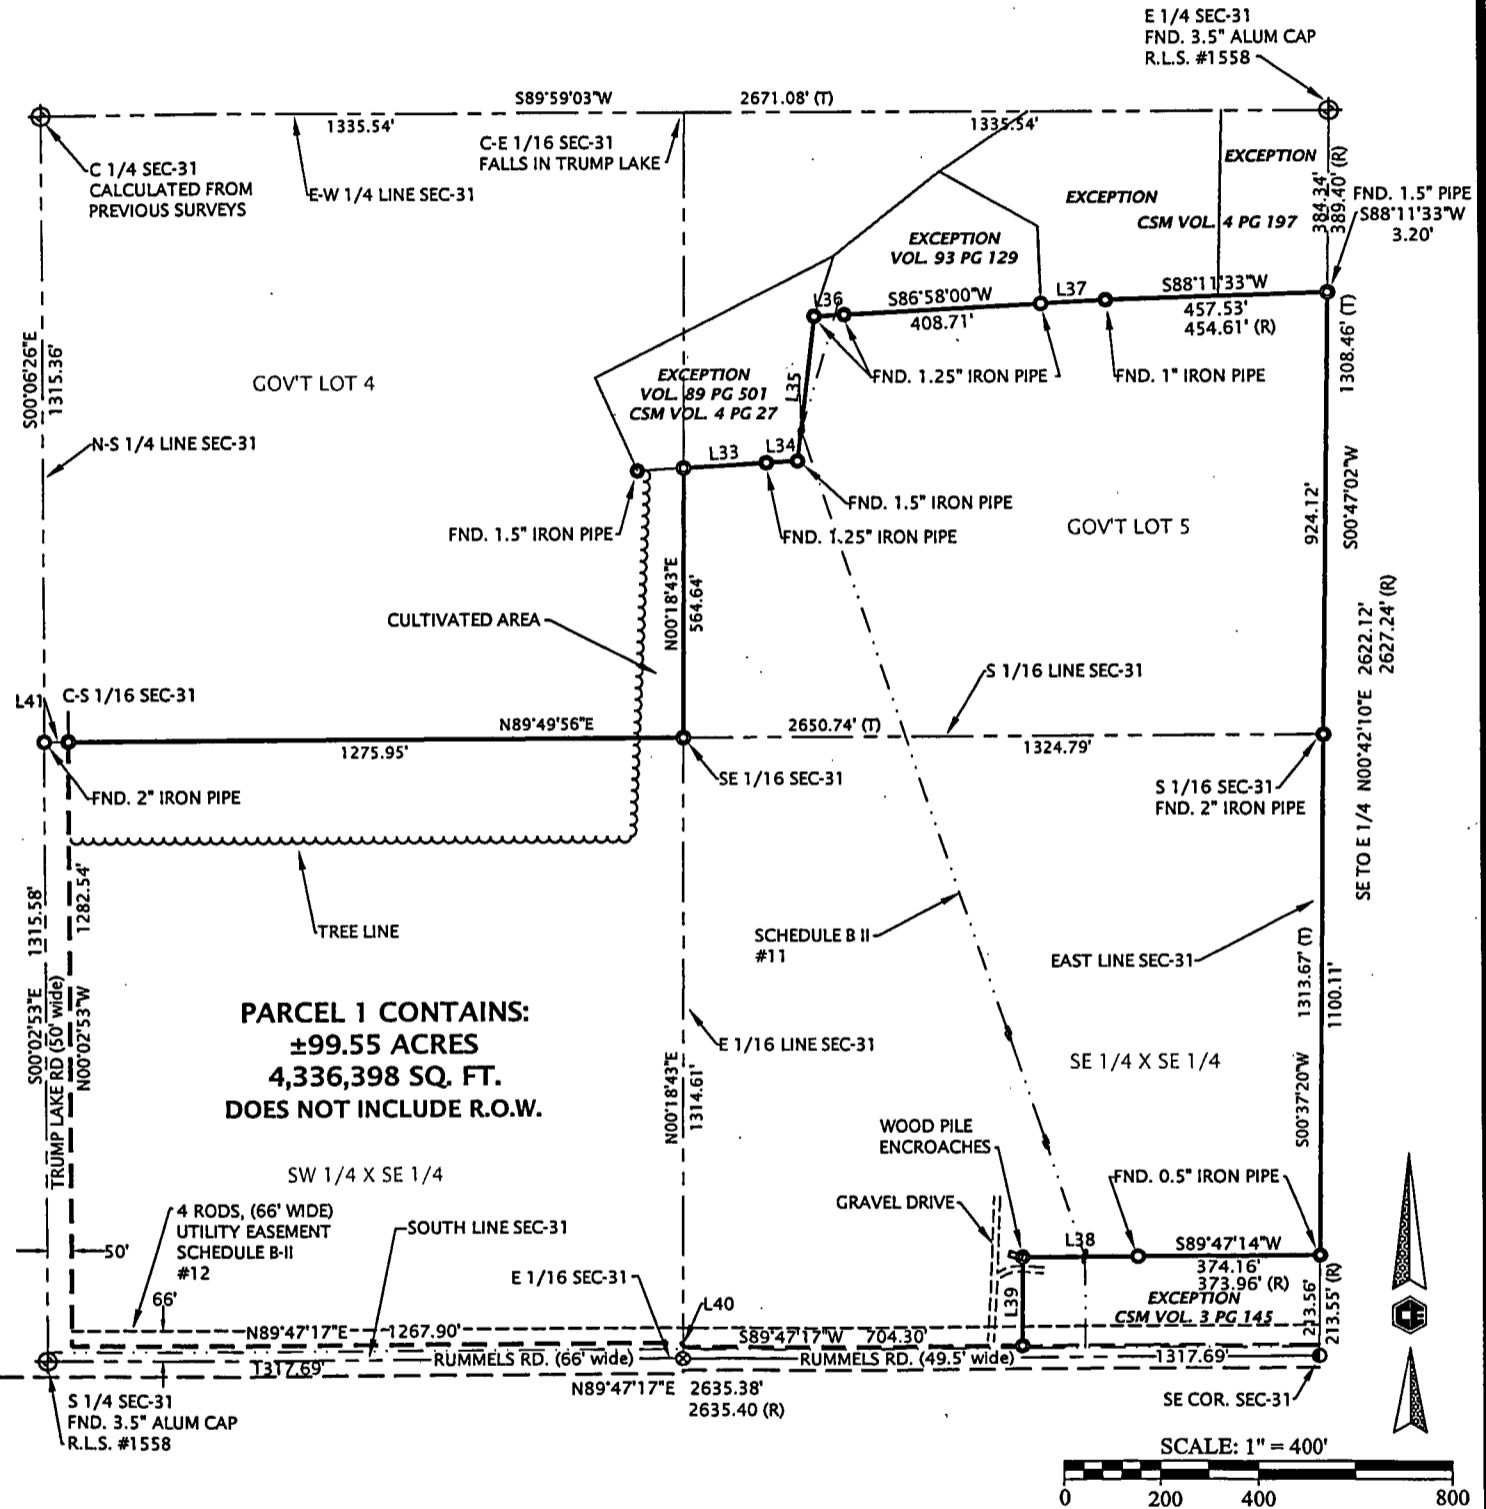 E 1/4 SEC-31
FND. 3.5" ALUM CAP
R.L.S. #1558
S89°59'03"W
2671.08' (T)
1335.54'
1335.54'
C-E 1/16 SEC-31
FALLS IN TRUMP LAKE
C 1/4 SEC-31
CALCULATED FROM
PREVIOUS SURVEYS
E-W 1/4 LINE SEC-31
EXCEPTION
EXCEPTION
CSM VOL. 4 PG 197
384.34'
389.40' (R)
FND. 1.5" PIPE
S88°11'33"W
3.20'
EXCEPTION
VOL. 93 PG 129
L36
S86°58'00"W
408.71'
L37
S88°11'33"W
457.53'
454.61' (R)
1308.46' (T)
S00°06'26"E
1315.36'
GOV'T LOT 4
EXCEPTION
VOL. 89 PG 501
CSM VOL. 4 PG 27
L35
FND. 1.25" IRON PIPE
FND. 1" IRON PIPE
N-S 1/4 LINE SEC-31
L33
L34
FND. 1.5" IRON PIPE
FND. 1.5" IRON PIPE
FND. 1.25" IRON PIPE
GOV'T LOT 5
924.12'
S00°47'02"W
N00°18'43"E
564.64'
CULTIVATED AREA
SE TO E 1/4 N00°42'10"E 2622.12'
2627.24' (R)
S 1/16 LINE SEC-31
L41
C-S 1/16 SEC-31
N89°49'56"E
2650.74' (T)
1275.95'
1324.79'
SE 1/16 SEC-31
FND. 2" IRON PIPE
S 1/16 SEC-31
FND. 2" IRON PIPE
S00°02'53"E 1315.58'
TRUMP LAKE RD (50' wide)
N00°02'53"W
1282.54'
TREE LINE
SCHEDULE B II
#11
EAST LINE SEC-31
1313.67' (T)
1100.11'
S00°37'20"W
PARCEL 1 CONTAINS:
±99.55 ACRES
4,336,398 SQ. FT.
DOES NOT INCLUDE R.O.W.
E 1/16 LINE SEC-31
N00°18'43"E
1314.61'
SE 1/4 X SE 1/4
WOOD PILE
ENCROACHES
SW 1/4 X SE 1/4
FND. 0.5" IRON PIPE
GRAVEL DRIVE
4 RODS, (66' WIDE)
UTILITY EASEMENT
SCHEDULE B-II
#12
SOUTH LINE SEC-31
50'
L38
S89°47'14"W
374.16'
373.96' (R)
E 1/16 SEC-31
L39
EXCEPTION
CSM VOL. 3 PG 145
213.56'
213.55' (R)
66'
L40
N89°47'17"E
1267.90'
S89°47'17"W 704.30'
RUMMELS RD. (66' wide)
RUMMELS RD. (49.5' wide)
1317.69'
1317.69'
N89°47'17"E 2635.38'
2635.40 (R)
S 1/4 SEC-31
FND. 3.5" ALUM CAP
R.L.S. #1558
SE COR. SEC-31
SCALE: 1" = 400'
0 200 400 800